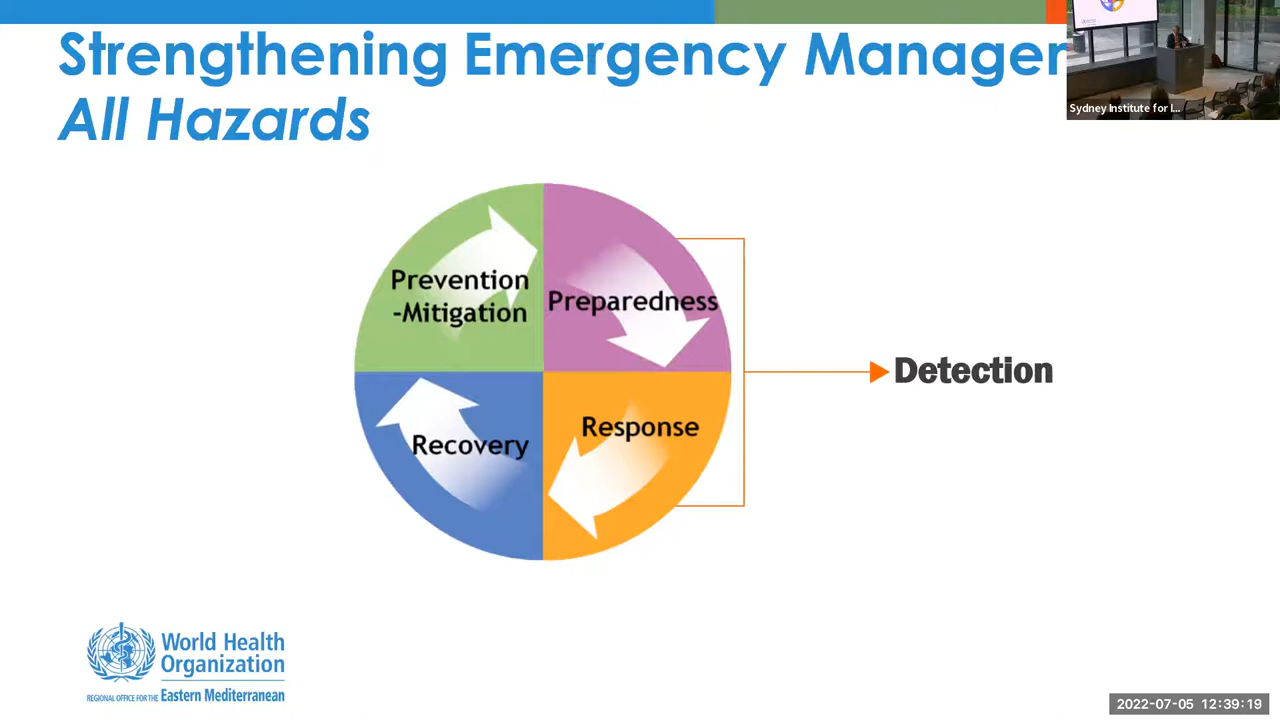 Strengthening Emergency Manage
All Hazards
Sydney Institute for I...
Prevention
-Mitigation
Preparedness
Detection
Response
Recovery
World Health
Organization
REGIONAL OFFICE FOR THE Eastern Mediterranean
2022-07-05 12:39:19